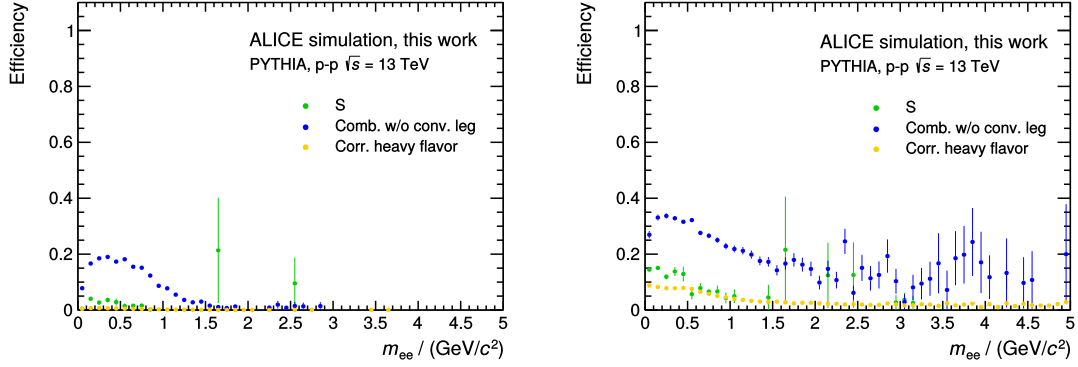 Efficiency
1
0.8
0.6
0.4
0.2
0
ALICE simulation, this work
PYTHIA, p-p √s = 13 TeV
S
Comb. w/o conv. leg
Corr. heavy flavor
0 0.5 1 1.5 2 2.5 3 3.5 4 4.5 5
m_ee / (GeV/c²)
Efficiency
1
0.8
0.6
0.4
0.2
0
ALICE simulation, this work
PYTHIA, p-p √s = 13 TeV
S
Comb. w/o conv. leg
Corr. heavy flavor
0 0.5 1 1.5 2 2.5 3 3.5 4 4.5 5
m_ee / (GeV/c²)